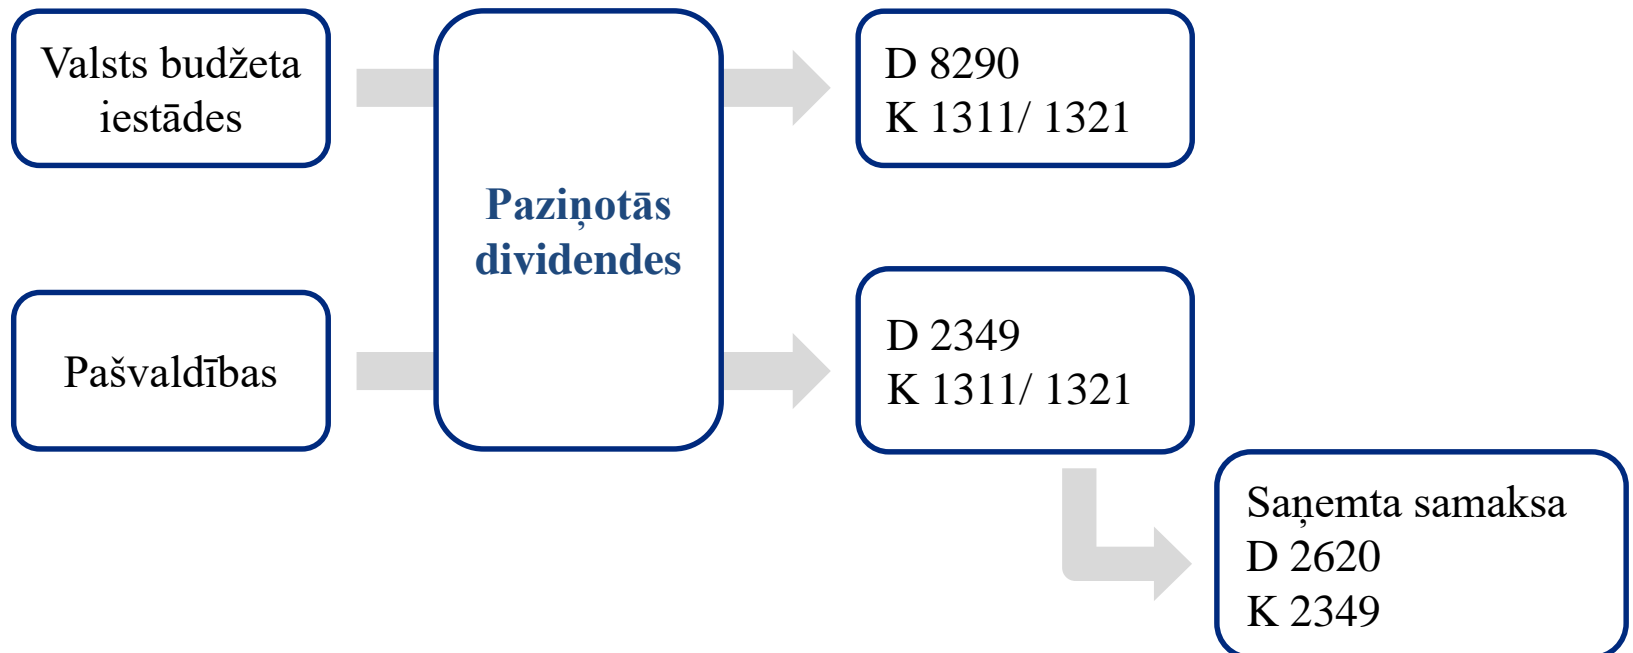 Valsts budžeta
iestādes
Paziņotās
dividendes
D 8290
K 1311/ 1321
Pašvaldības
D 2349
K 1311/ 1321
Saņemta samaksa
D 2620
K 2349